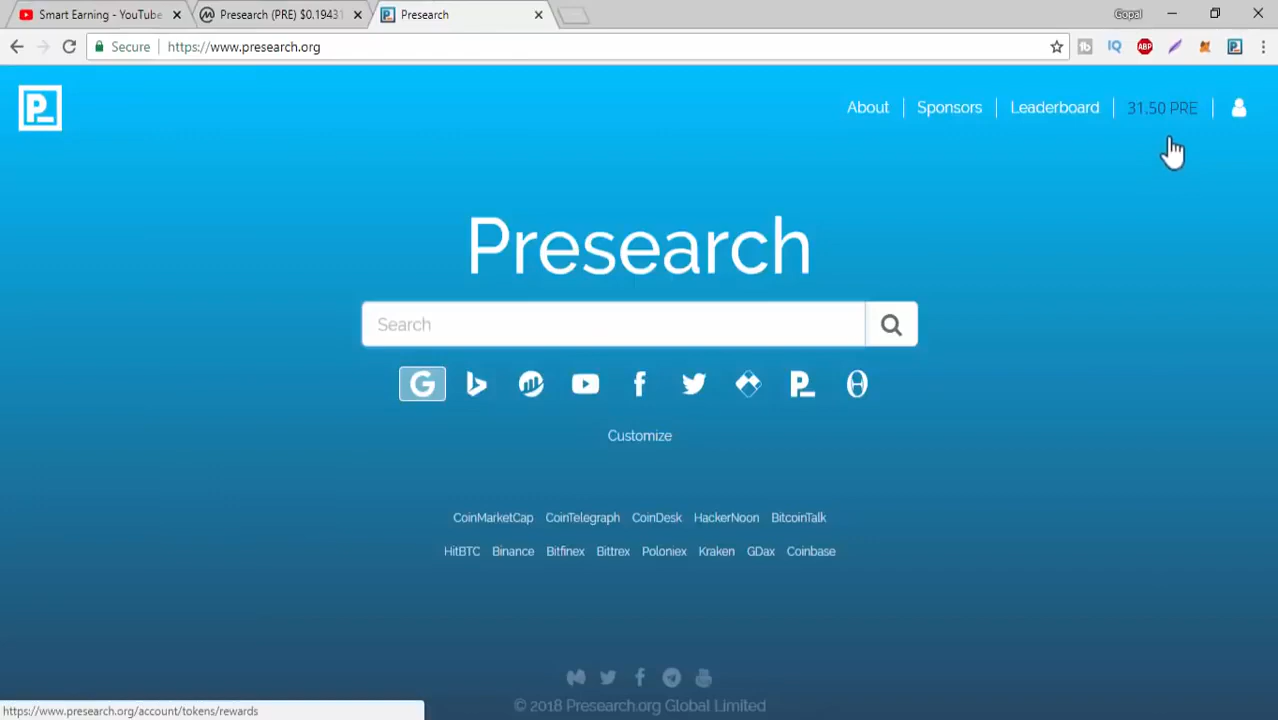 Smart Earning - YouTube
Presearch (PRE) $0.19431
Presearch
Gopal
Secure
https://www.presearch.org
About
Sponsors
Leaderboard
31.50 PRE
Presearch
Search
Customize
CoinMarketCap CoinTelegraph CoinDesk HackerNoon BitcoinTalk
HitBTC Binance Bitfinex Bittrex Poloniex Kraken GDax Coinbase
© 2018 Presearch.org Global Limited
https://www.presearch.org/account/tokens/rewards